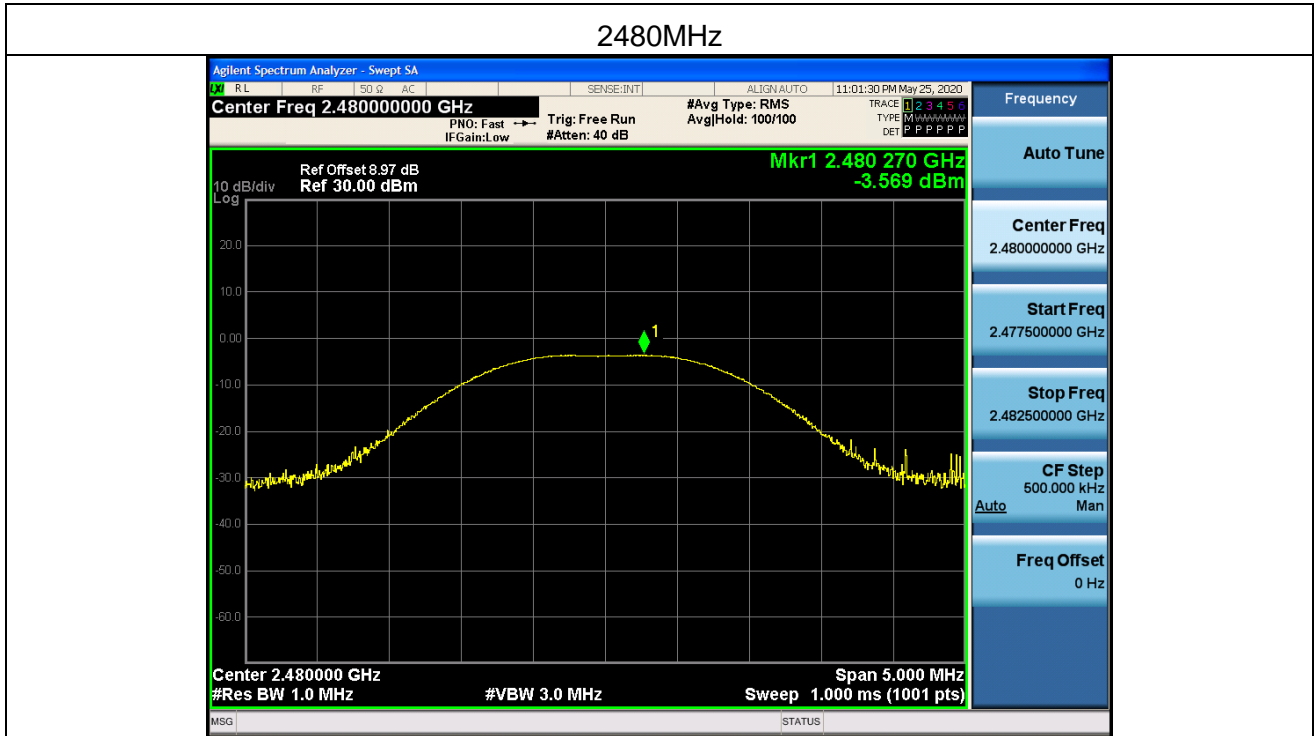 2480MHz
Agilent Spectrum Analyzer - Swept SA
LXI RL RF 50 Ω AC SENSE:INT ALIGN AUTO 11:01:30 PM May 25, 2020
Center Freq 2.480000000 GHz
PNO: Fast
IFGain:Low
Trig: Free Run
#Atten: 40 dB
#Avg Type: RMS
Avg|Hold: 100/100
TRACE 1 2 3 4 5 6
TYPE M
DET P P P P P P
Frequency
Auto Tune
Center Freq
2.480000000 GHz
Start Freq
2.477500000 GHz
Stop Freq
2.482500000 GHz
CF Step
500.000 kHz
Auto Man
Freq Offset
0 Hz
Mkr1 2.480 270 GHz
-3.569 dBm
Ref Offset 8.97 dB
10 dB/div Ref 30.00 dBm
Log
20.0
10.0
0.00
-10.0
-20.0
-30.0
-40.0
-50.0
-60.0
1
Center 2.480000 GHz Span 5.000 MHz
#Res BW 1.0 MHz #VBW 3.0 MHz Sweep 1.000 ms (1001 pts)
MSG STATUS